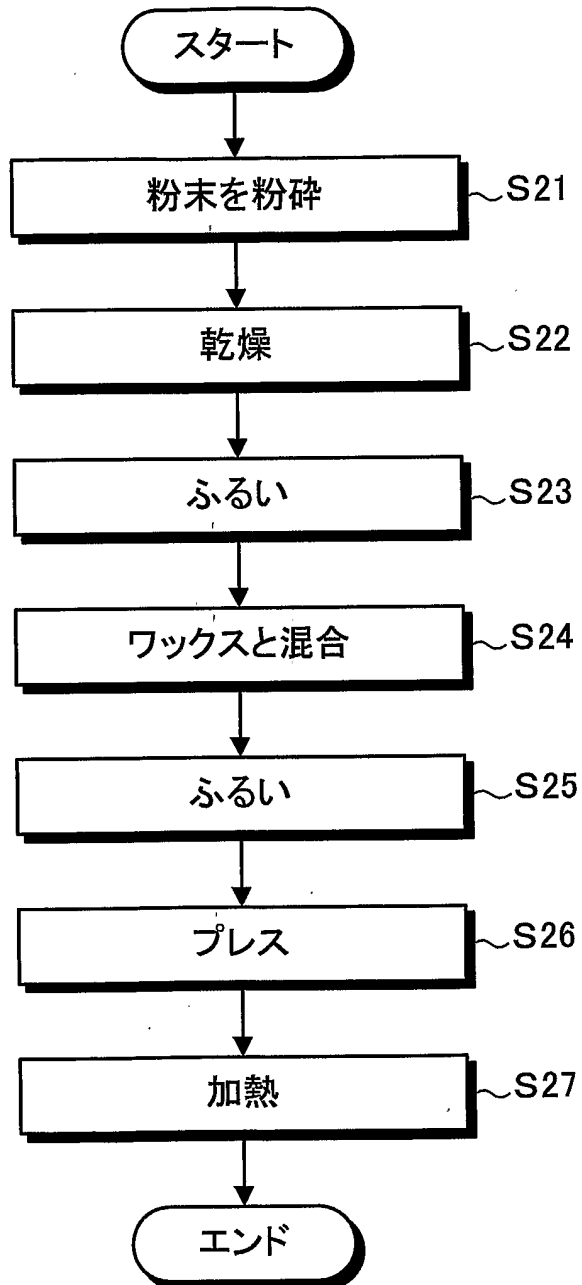 スタート
粉末を粉砕 S21
乾燥 S22
ふるい S23
ワックスと混合 S24
ふるい S25
プレス S26
加熱 S27
エンド